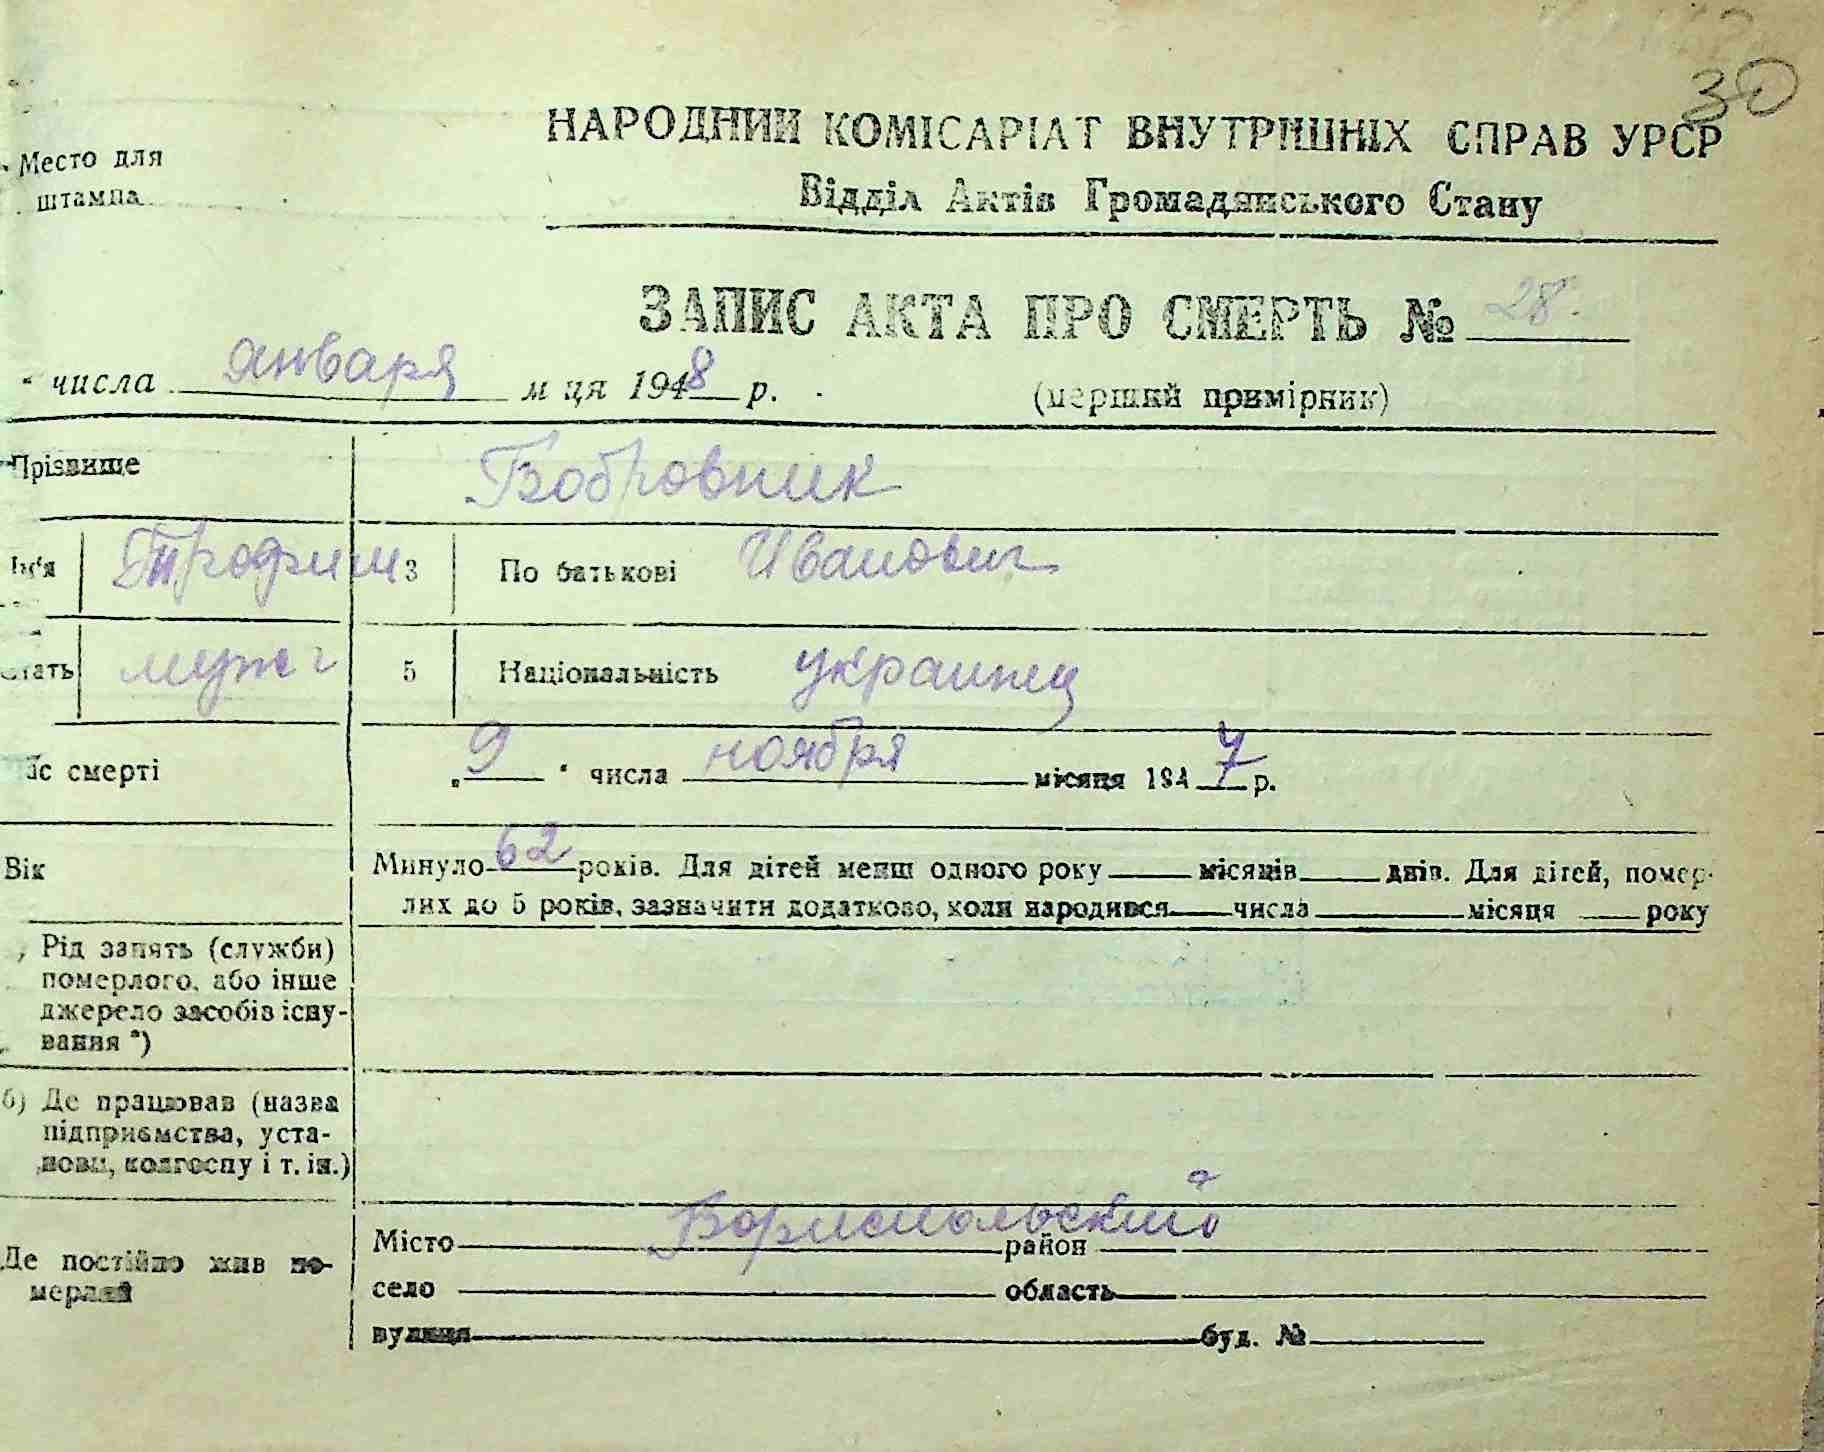 30
Место для
штампа
НАРОДНИИ КОМІСАРІАТ ВНУТРІШНІХ СПРАВ УРСР
Відділ Актів Громадянського Стану
ЗАПИС АКТА ПРО СМЕРТЬ № 28.
числа января м ця 1948 р.
(перший примірник)
Прізвище Бобровник
Ім'я Трофим 3 По батькові Иванович
Стать муж 5 Національність украинец
ас смерті „9“ числа ноября місяця 1947 р.
Вік Минуло 62 років. Для дітей менш одного року місяців днів. Для дітей, помер-
лих до 5 років, зазначити додатково, коли народився числа місяця року
Рід занять (служби)
померлого, або інше
джерело засобів існу-
вання *)
б) Де працював (назва
підприємства, уста-
нови, колгоспу і т. ін.)
Де постійно жив по-
мерлий
Місто Бориспольский район
село область
вулиця буд. №